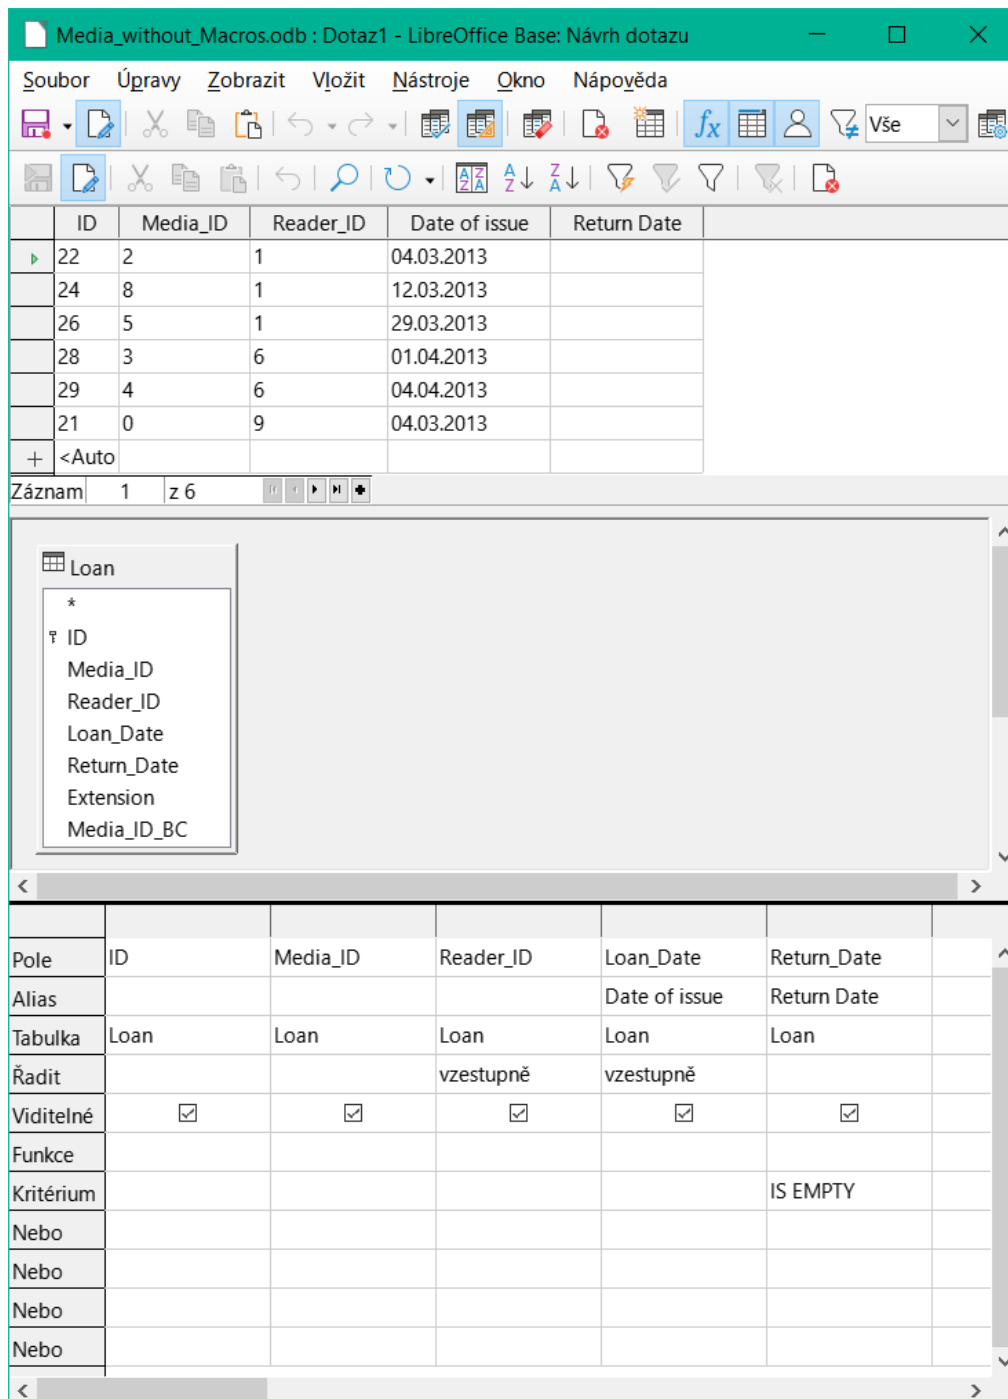 Media_without_Macros.odb : Dotaz1 - LibreOffice Base: Návrh dotazu
Soubor Úpravy Zobrazit Vložit Nástroje Okno Nápověda
Vše
ID Media_ID Reader_ID Date of issue Return Date
22 2 1 04.03.2013
24 8 1 12.03.2013
26 5 1 29.03.2013
28 3 6 01.04.2013
29 4 6 04.04.2013
21 0 9 04.03.2013
<Auto
Záznam 1 z 6
Loan
*
ID
Media_ID
Reader_ID
Loan_Date
Return_Date
Extension
Media_ID_BC
Pole ID Media_ID Reader_ID Loan_Date Return_Date
Alias Date of issue Return Date
Tabulka Loan Loan Loan Loan Loan
Řadit vzestupně vzestupně
Viditelné
Funkce
Kritérium IS EMPTY
Nebo
Nebo
Nebo
Nebo